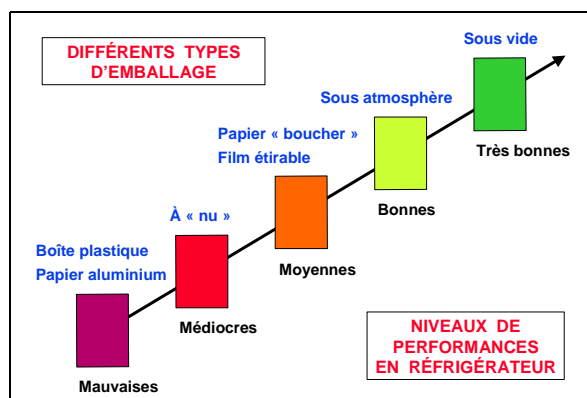 DIFFÉRENTS TYPES
D'EMBALLAGE
Sous vide
Très bonnes
Sous atmosphère
Bonnes
Papier « boucher »
Film étirable
Moyennes
À « nu »
Médiocres
Boîte plastique
Papier aluminium
Mauvaises
NIVEAUX DE
PERFORMANCES
EN RÉFRIGÉRATEUR